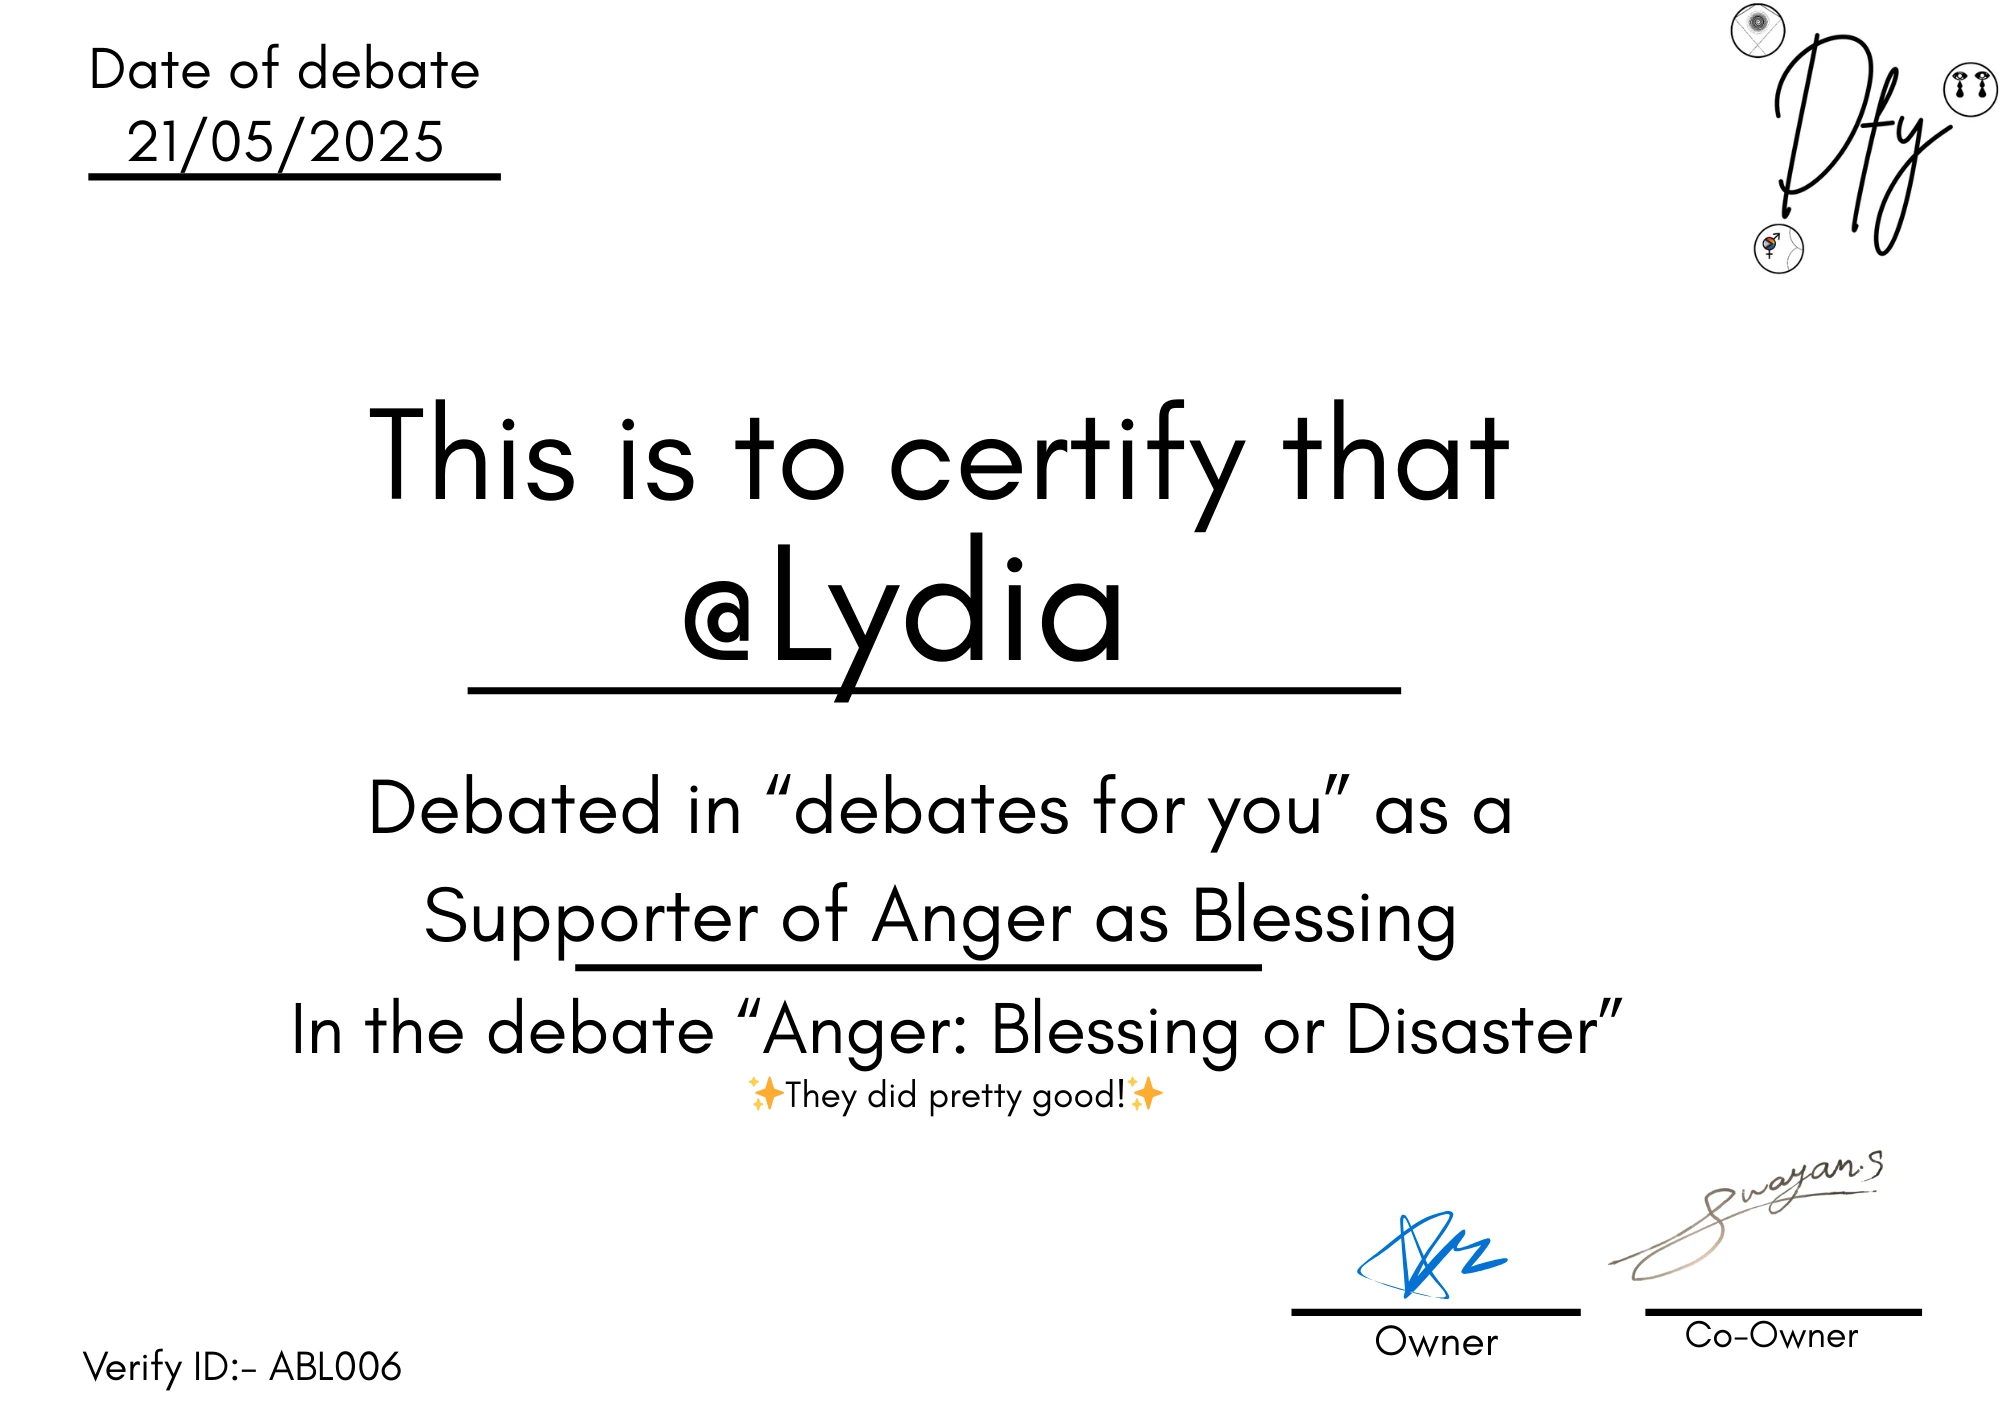 Date of debate
21/05/2025
Dfy
This is to certify that
@Lydia
Debated in “debates for you” as a
Supporter of Anger as Blessing
In the debate “Anger: Blessing or Disaster”
✨They did pretty good!✨
Swayan.S
Owner
Co-Owner
Verify ID:- ABL006